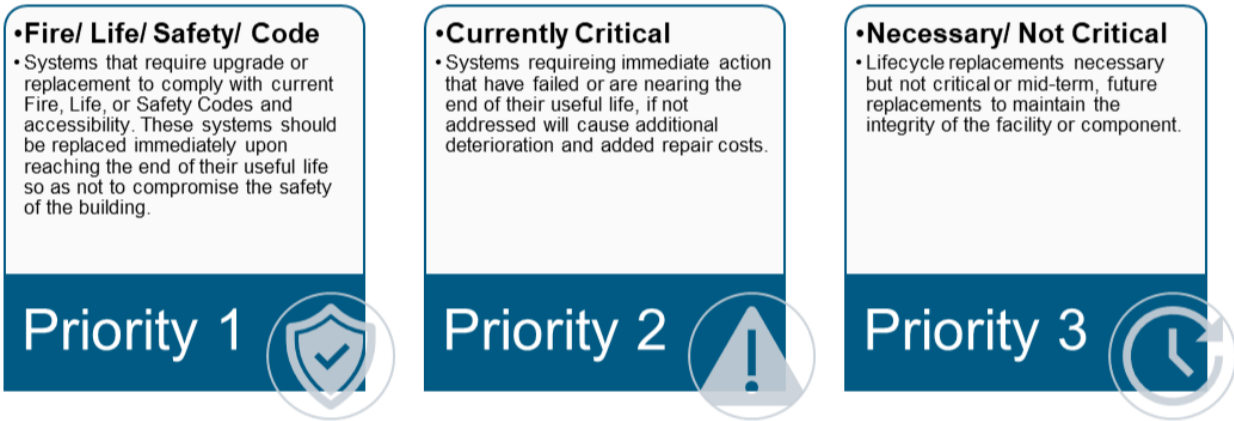 •Fire/ Life/ Safety/ Code
•Systems that require upgrade or
replacement to comply with current
Fire, Life, or Safety Codes and
accessibility. These systems should
be replaced immediately upon
reaching the end of their useful life
so as not to compromise the safety
of the building.
Priority 1
•Currently Critical
•Systems requireing immediate action
that have failed or are nearing the
end of their useful life, if not
addressed will cause additional
deterioration and added repair costs.
Priority 2
•Necessary/ Not Critical
•Lifecycle replacements necessary
but not critical or mid-term, future
replacements to maintain the
integrity of the facility or component.
Priority 3